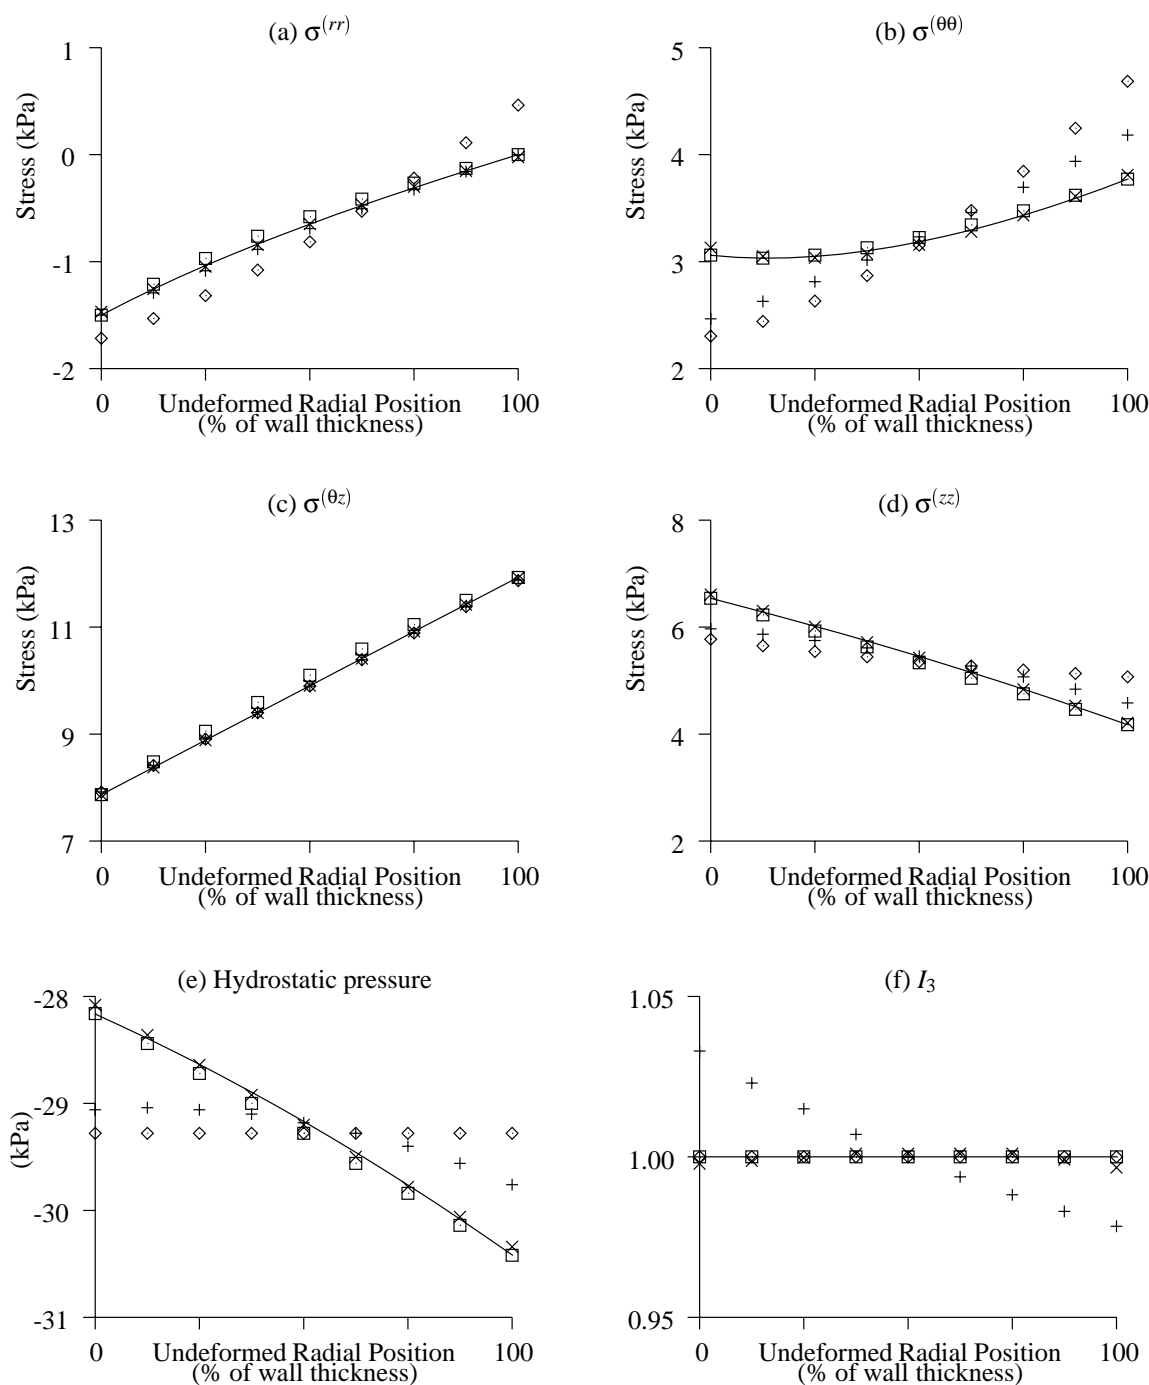 (a) σ^(rr)
1
0
-1
-2
Stress (kPa)
0 Undeformed Radial Position 100
(% of wall thickness)
(b) σ^(θθ)
5
4
3
2
Stress (kPa)
0 Undeformed Radial Position 100
(% of wall thickness)
(c) σ^(θz)
13
11
9
7
Stress (kPa)
0 Undeformed Radial Position 100
(% of wall thickness)
(d) σ^(zz)
8
6
4
2
Stress (kPa)
0 Undeformed Radial Position 100
(% of wall thickness)
(e) Hydrostatic pressure
-28
-29
-30
-31
(kPa)
0 Undeformed Radial Position 100
(% of wall thickness)
(f) I₃
1.05
1.00
0.95
0 Undeformed Radial Position 100
(% of wall thickness)